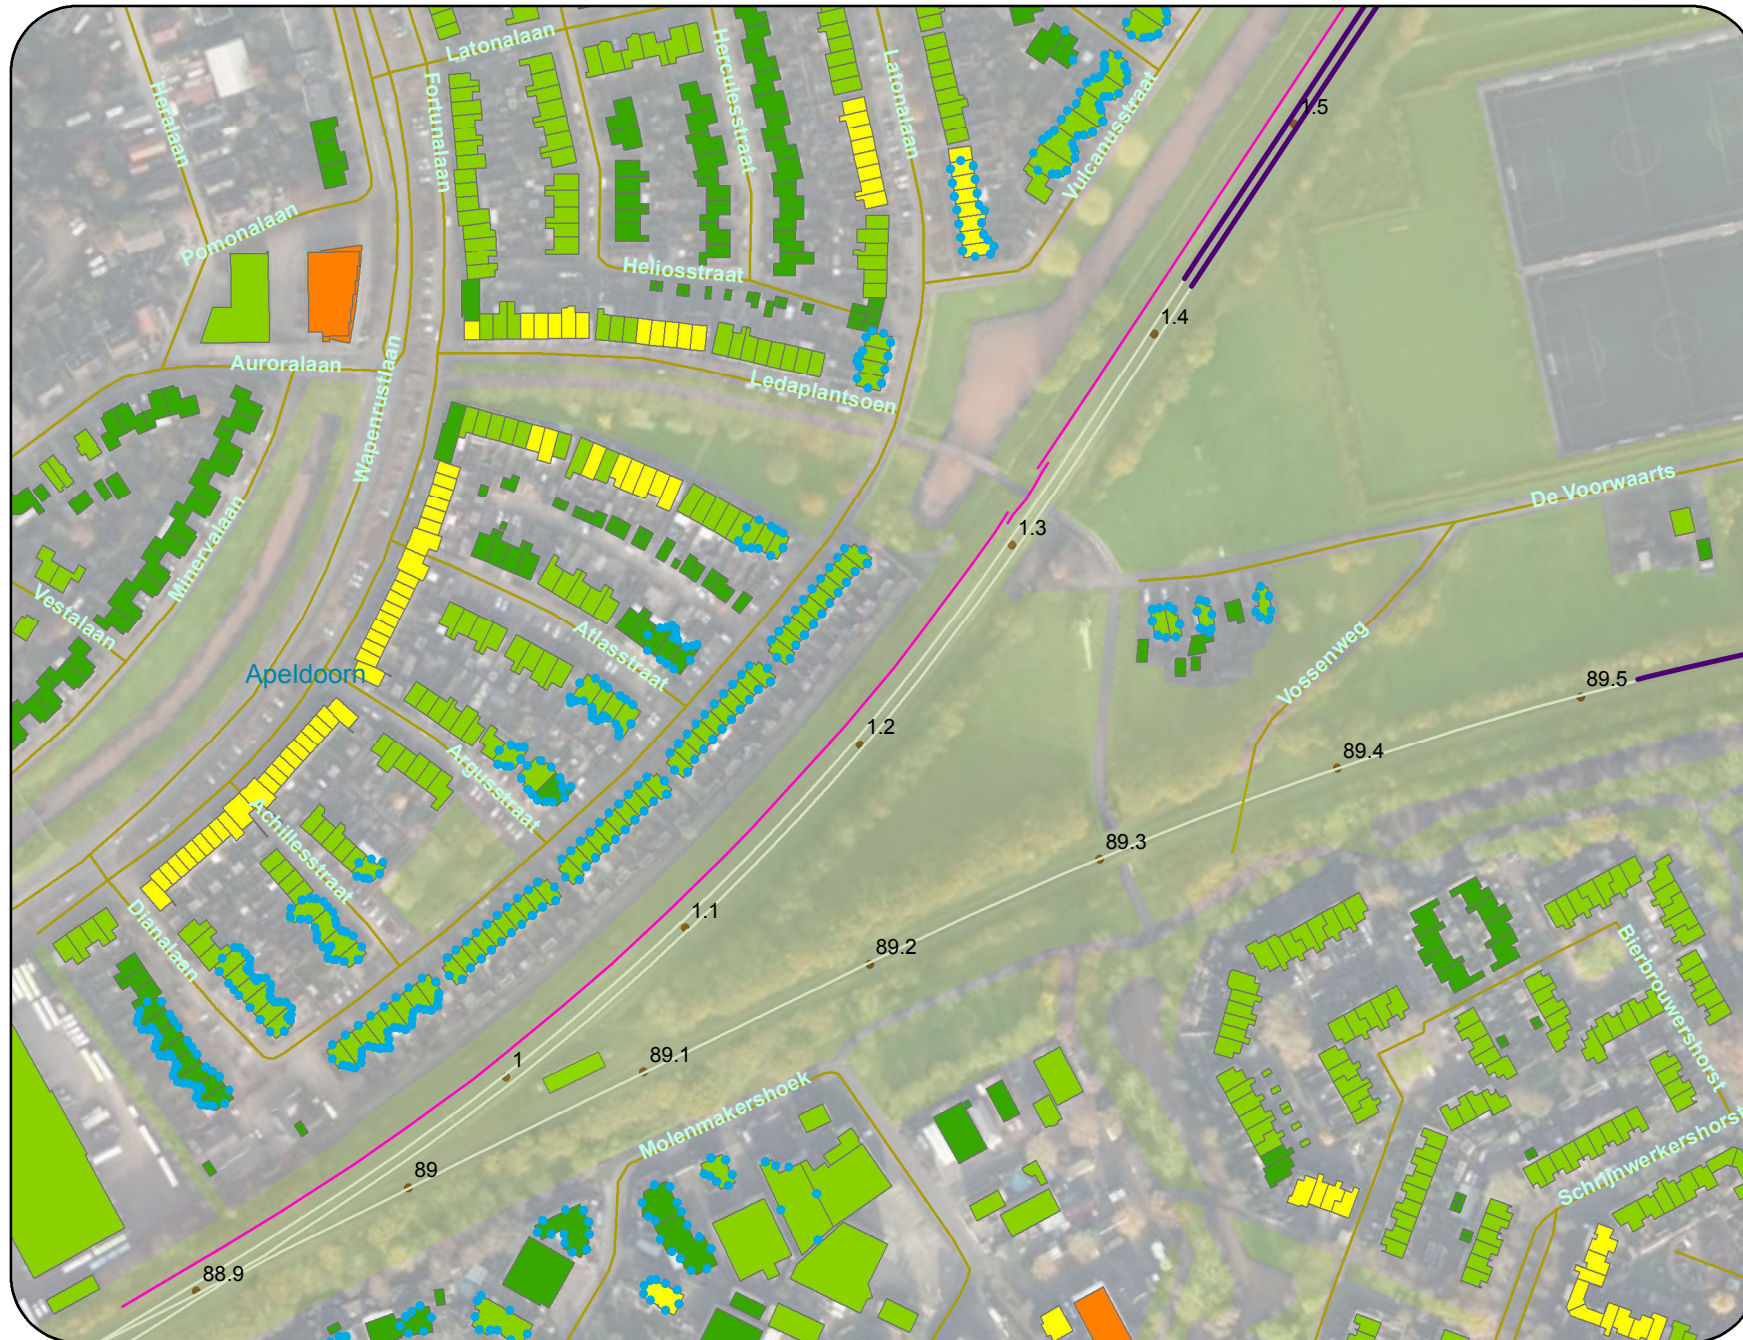 Latonalaan
Heralaan
Fortunalaan
Herculesstraat
Latonalaan
Vulcanusstraat
1.5
Pomonalaan
Heliosstraat
1.4
Auroralaan
Wapenrustlaan
Ledaplantsoen
De Voorwaarts
1.3
Minervalaan
Vestalaan
Atlasstraat
Vossenweg
Apeldoorn
89.5
1.2
89.4
Argusstraat
Achillesstraat
89.3
1.1
Dianalaan
89.2
Bierbrouwershorst
1
89.1
Molenmakershoek
Schrijnwerkershorst
89
88.9